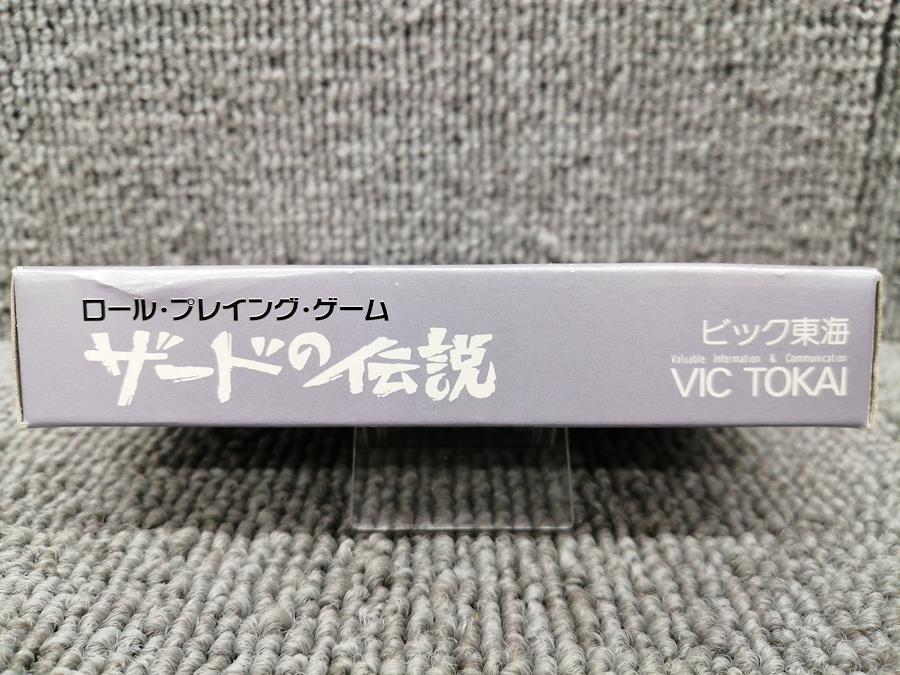 ロール・プレイング・ゲーム
ザードの伝説
ビック東海
Valuable Information & Communication
VIC TOKAI